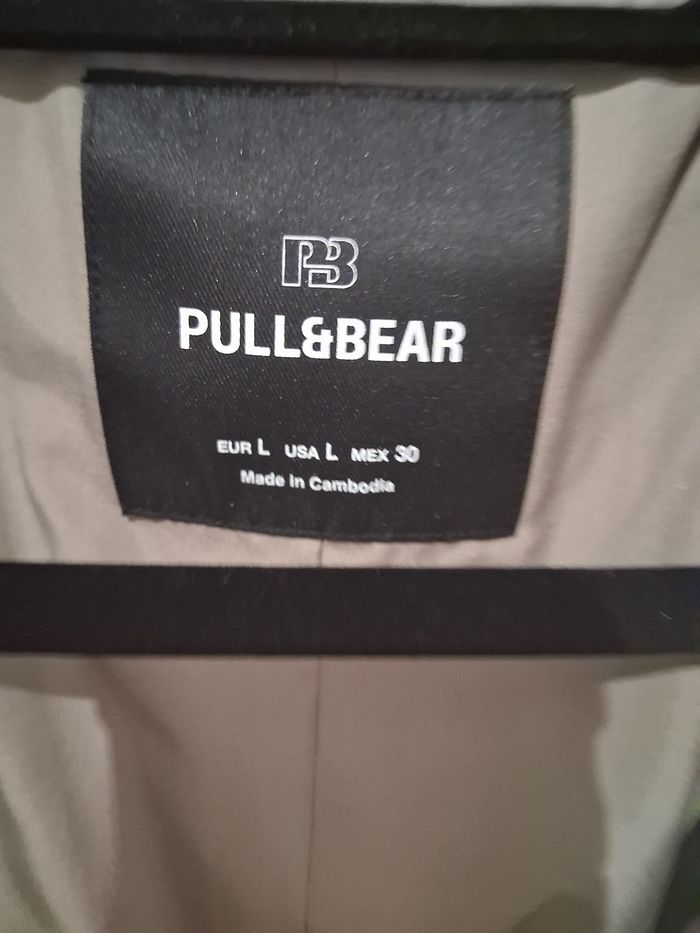 PB
PULL&BEAR
EUR L USA L MEX 30
Made in Cambodia